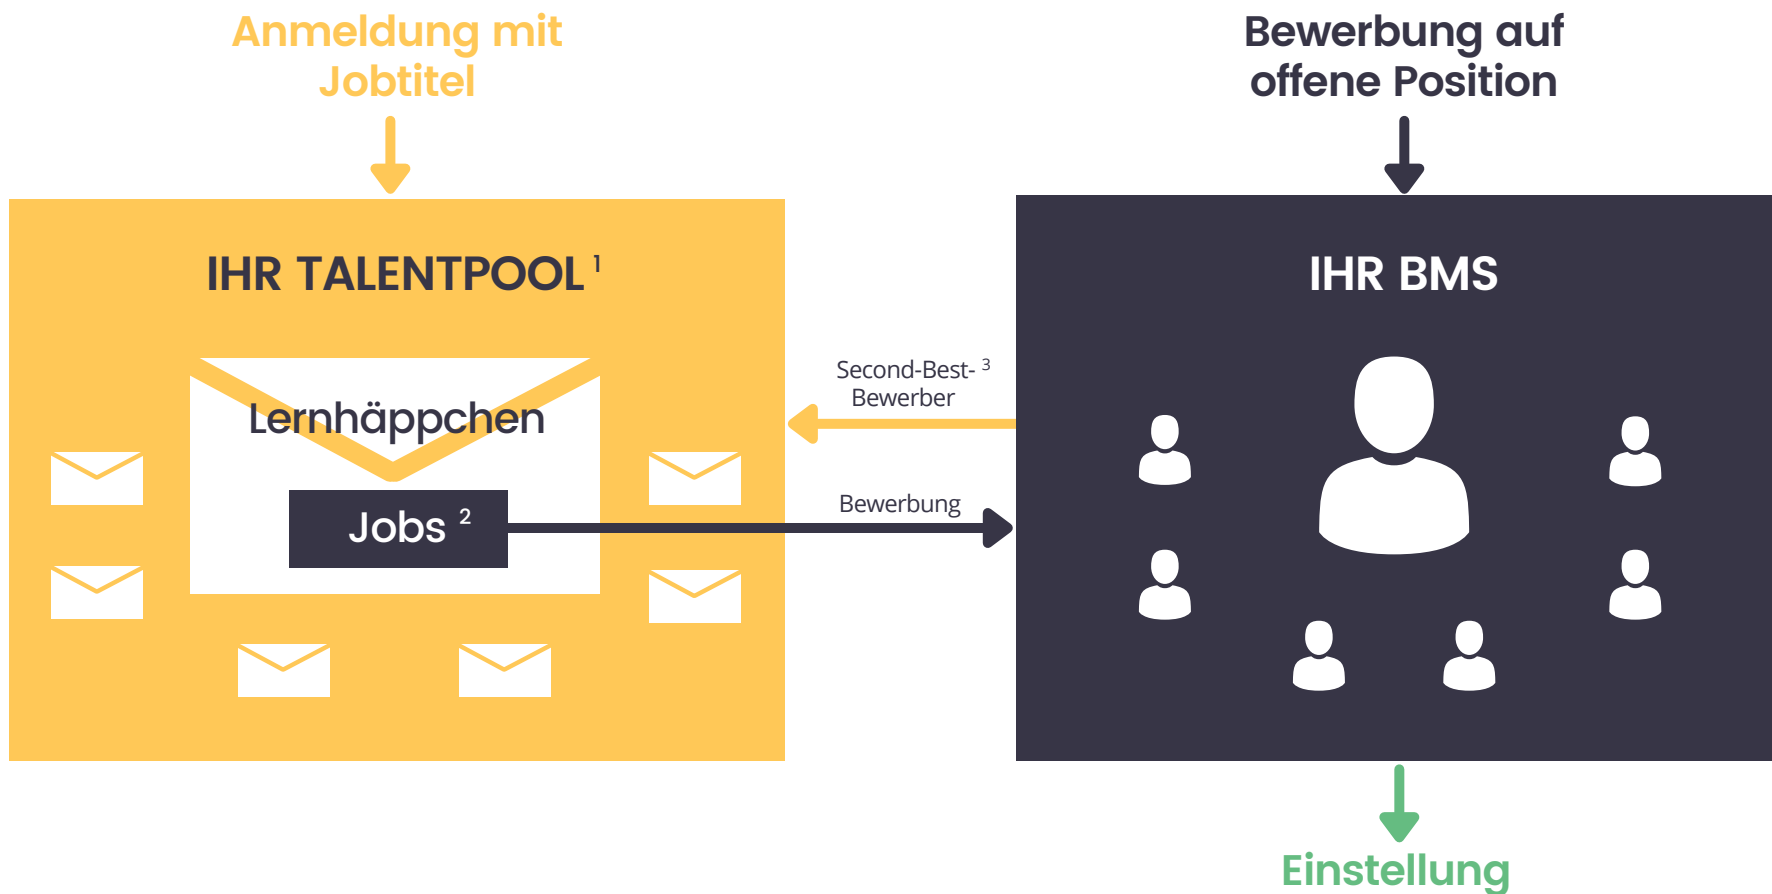 Anmeldung mit
Jobtitel
Bewerbung auf
offene Position
IHR TALENTPOOL ¹
IHR BMS
Lernhäppchen
Jobs ²
Second-Best- ³
Bewerber
Bewerbung
Einstellung